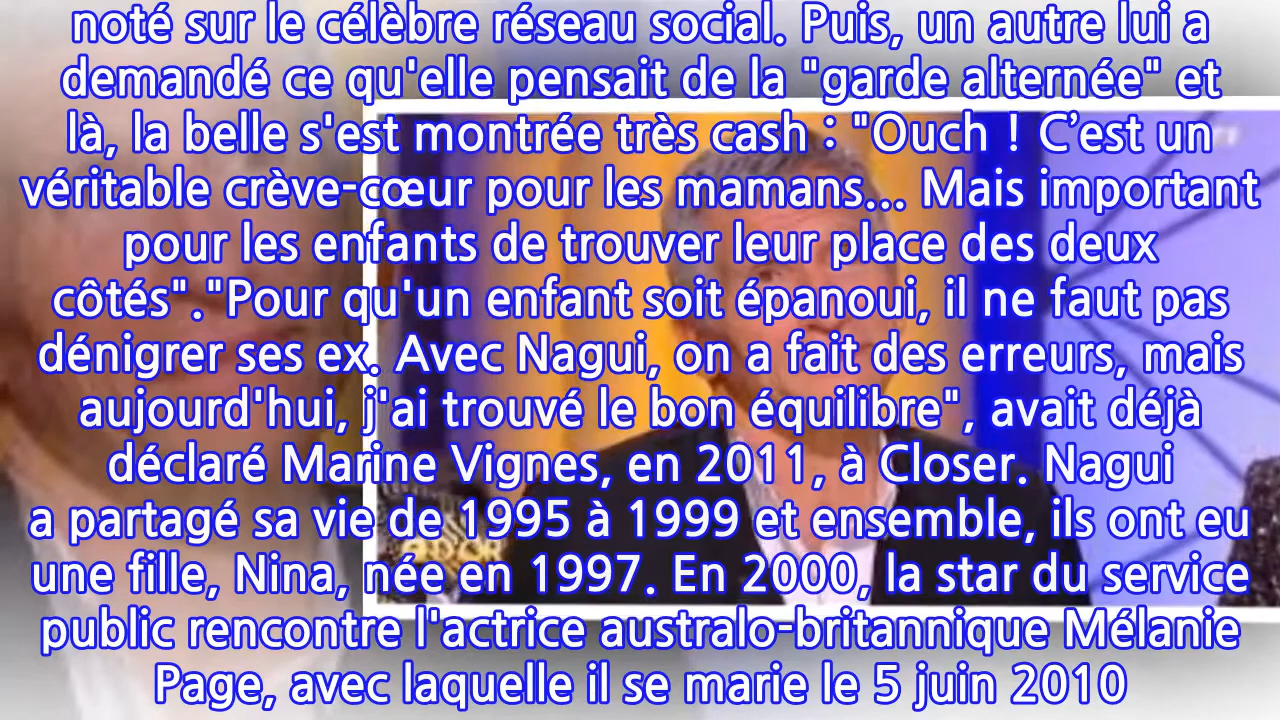 noté sur le célèbre réseau social. Puis, un autre lui a
demandé ce qu'elle pensait de la "garde alternée" et
là, la belle s'est montrée très cash : "Ouch ! C’est un
véritable crève-cœur pour les mamans... Mais important
pour les enfants de trouver leur place des deux
côtés"."Pour qu'un enfant soit épanoui, il ne faut pas
dénigrer ses ex. Avec Nagui, on a fait des erreurs, mais
aujourd'hui, j'ai trouvé le bon équilibre", avait déjà
déclaré Marine Vignes, en 2011, à Closer. Nagui
a partagé sa vie de 1995 à 1999 et ensemble, ils ont eu
une fille, Nina, née en 1997. En 2000, la star du service
public rencontre l'actrice australo-britannique Mélanie
Page, avec laquelle il se marie le 5 juin 2010